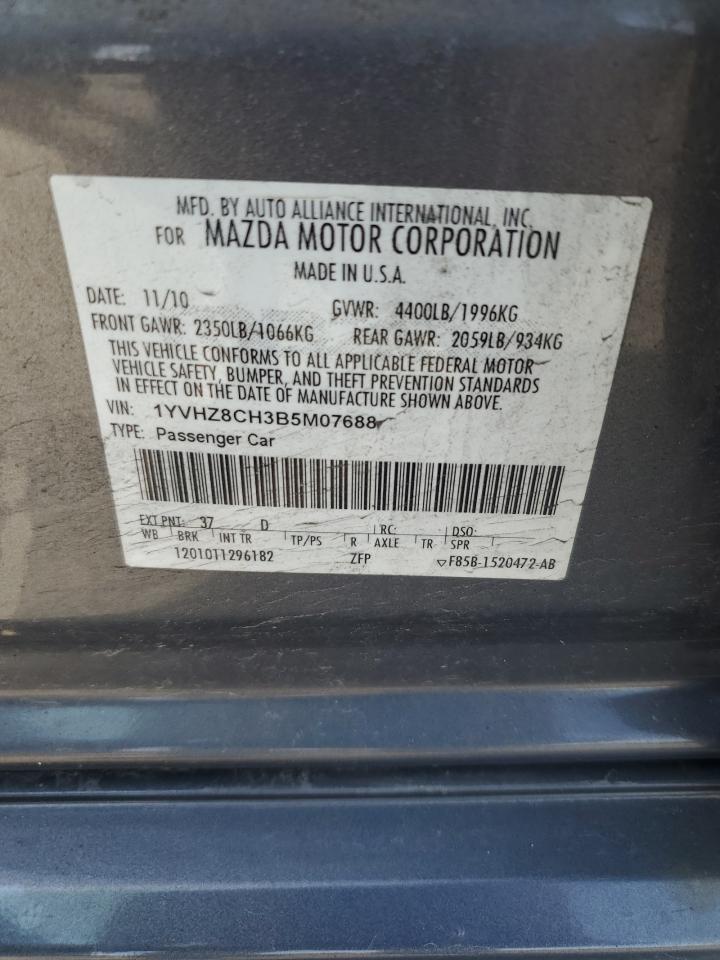 MFD. BY AUTO ALLIANCE INTERNATIONAL, INC.
FOR MAZDA MOTOR CORPORATION
MADE IN U.S.A.
DATE: 11/10 GVWR: 4400LB/1996KG
FRONT GAWR: 2350LB/1066KG REAR GAWR: 2059LB/934KG
THIS VEHICLE CONFORMS TO ALL APPLICABLE FEDERAL MOTOR
VEHICLE SAFETY, BUMPER, AND THEFT PREVENTION STANDARDS
IN EFFECT ON THE DATE OF MANUFACTURE SHOWN ABOVE.
VIN: 1YVHZ8CH3B5M07688
TYPE: Passenger Car
EXT PNT: 37 D RC: DSO:
WB BRK INT TR TP/PS R AXLE TR SPR
12010T1296182 ZFP ▽F85B-1520472-AB